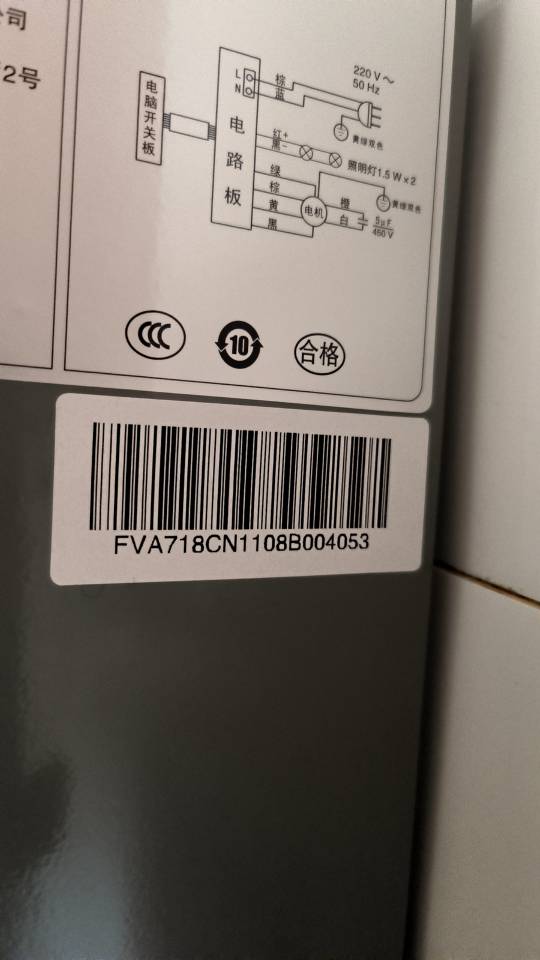 司
2号
电脑开关板
电路板
L
N
棕
蓝
220 V～
50 Hz
黄绿双色
红+
黑−
照明灯1.5 W×2
绿
棕
黄
黑
电机
橙
白
黄绿双色
5μF
450 V
CCC
10
合格
FVA718CN1108B004053